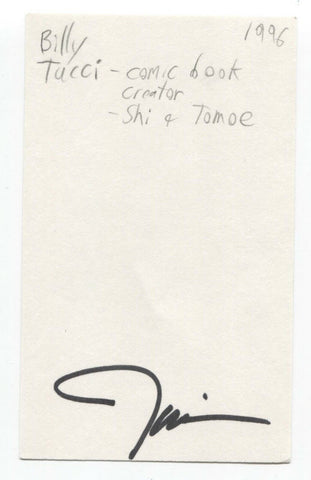 Billy 1996
Tucci - comic book
creator
- Shi & Tomoe